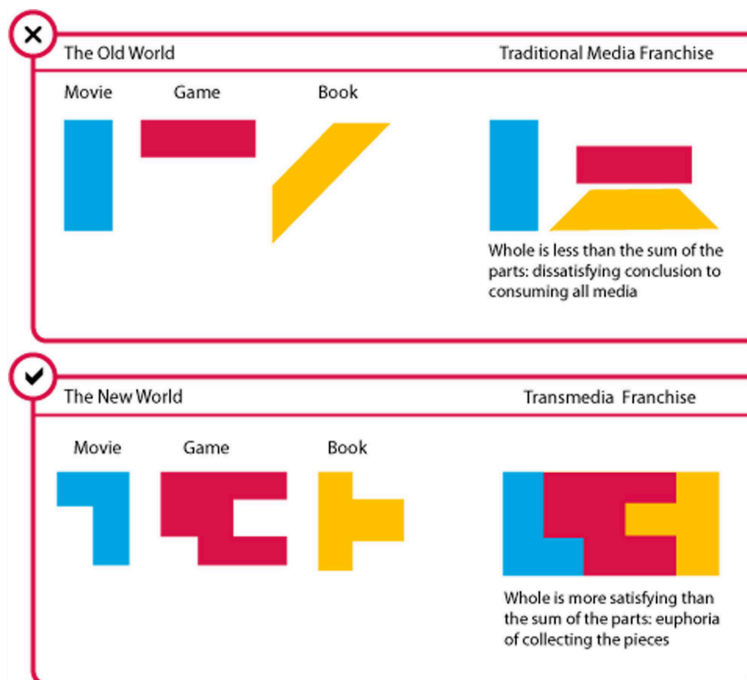 The Old World
Traditional Media Franchise
Movie
Game
Book
Whole is less than the sum of the
parts: dissatisfying conclusion to
consuming all media
The New World
Transmedia Franchise
Movie
Game
Book
Whole is more satisfying than
the sum of the parts: euphoria
of collecting the pieces